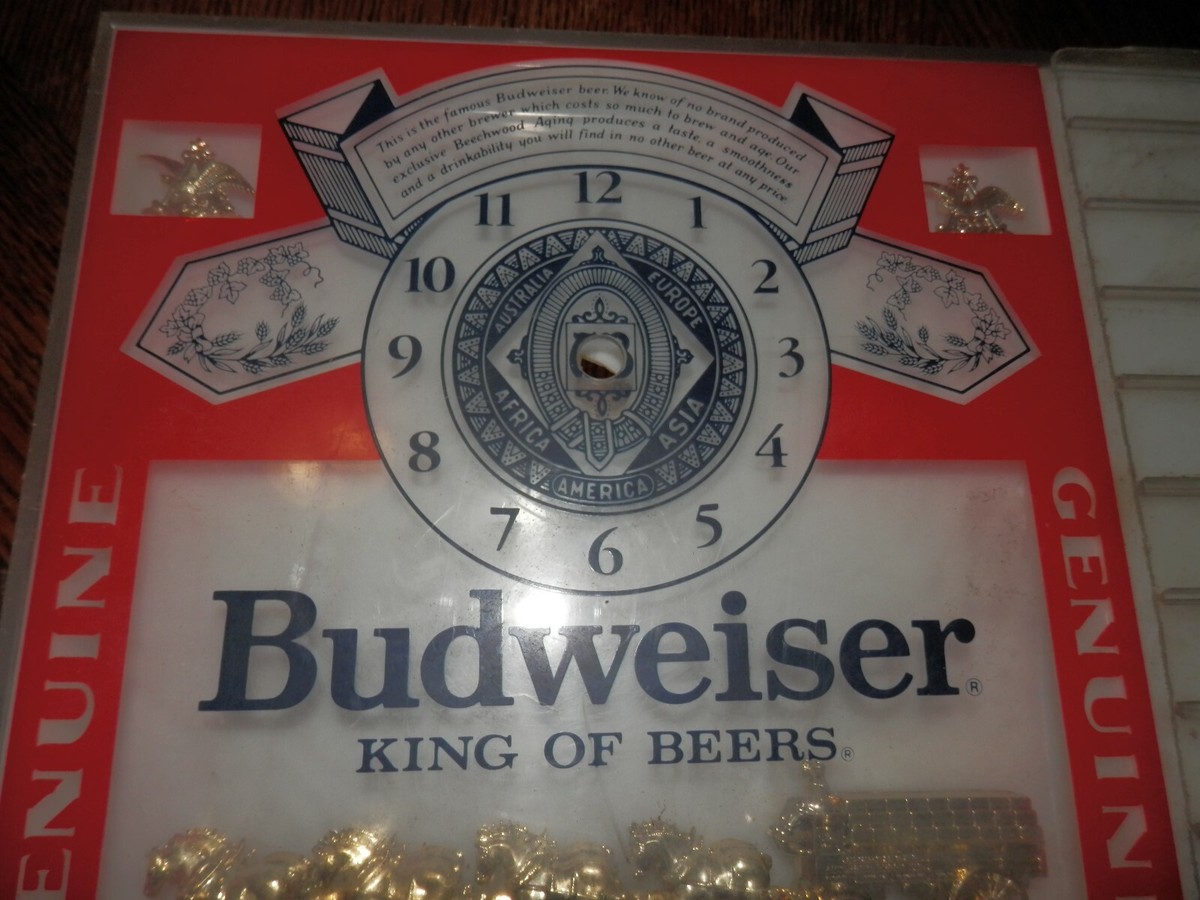 This is the famous Budweiser beer. We know of no brand produced
by any other brewer which costs so much to brew and age. Our
exclusive Beechwood Aging produces a taste, a smoothness
and a drinkability you will find in no other beer at any price
12
11
1
10
2
9
3
8
4
7
5
6
AUSTRALIA
EUROPE
AFRICA
ASIA
AMERICA
GENUINE
ENUINE
Budweiser®
KING OF BEERS®